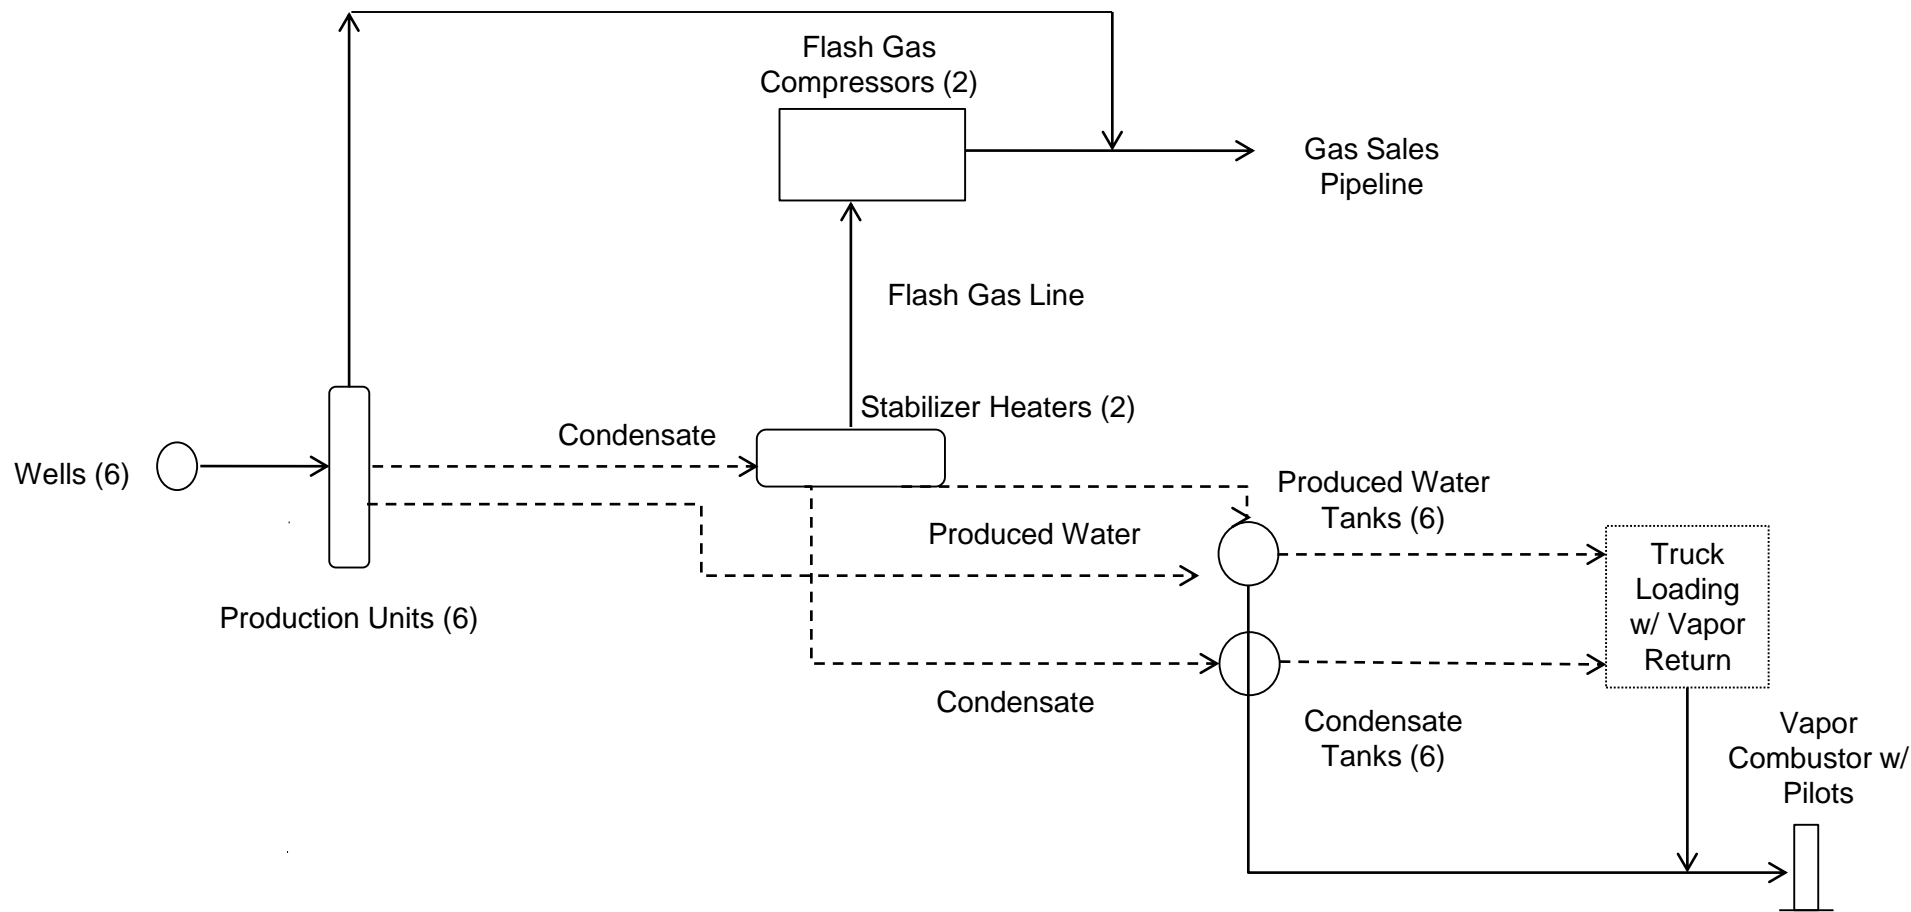 Flash Gas
Compressors (2)
Gas Sales
Pipeline
Flash Gas Line
Stabilizer Heaters (2)
Condensate
Wells (6)
Produced Water
Tanks (6)
Produced Water
Truck
Loading
w/ Vapor
Return
Production Units (6)
Condensate
Condensate
Tanks (6)
Vapor
Combustor w/
Pilots